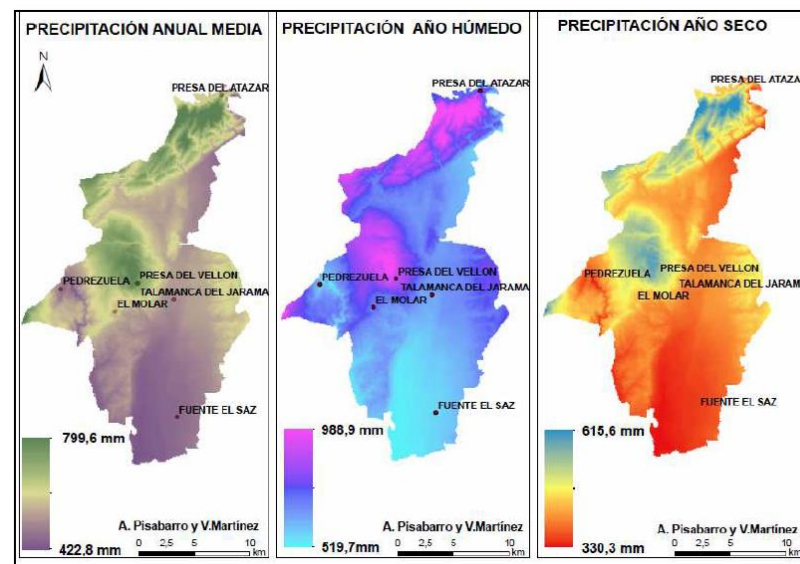 PRECIPITACIÓN ANUAL MEDIA
N
PRESA DEL ATAZAR
PEDREZUELA
PRESA DEL VELLON
TALAMANCA DEL JARAMA
EL MOLAR
FUENTE EL SAZ
799,6 mm
422,8 mm
A. Pisabarro y V.Martínez
0 2,5 5 10
km
PRECIPITACIÓN AÑO HÚMEDO
PRESA DEL ATAZAR
PEDREZUELA
PRESA DEL VELLON
TALAMANCA DEL JARAMA
EL MOLAR
FUENTE EL SAZ
988,9 mm
519,7mm
A. Pisabarro y V.Martínez
0 2,5 5 10
km
PRECIPITACIÓN AÑO SECO
PRESA DEL ATAZAR
PEDREZUELA
PRESA DEL VELLON
TALAMANCA DEL JARAMA
EL MOLAR
FUENTE EL SAZ
615,6 mm
330,3 mm
A. Pisabarro y V.Martínez
0 2,5 5 10
km